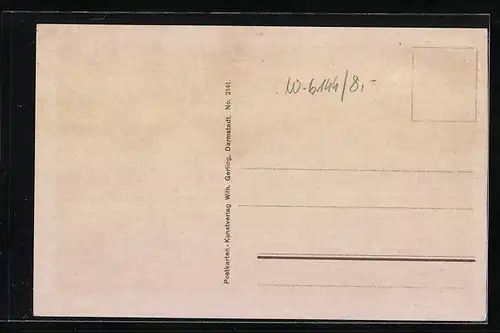 W-6144/8,-
Postkarten-Kunstverlag Wilh. Gerling, Darmstadt. No. 2141.